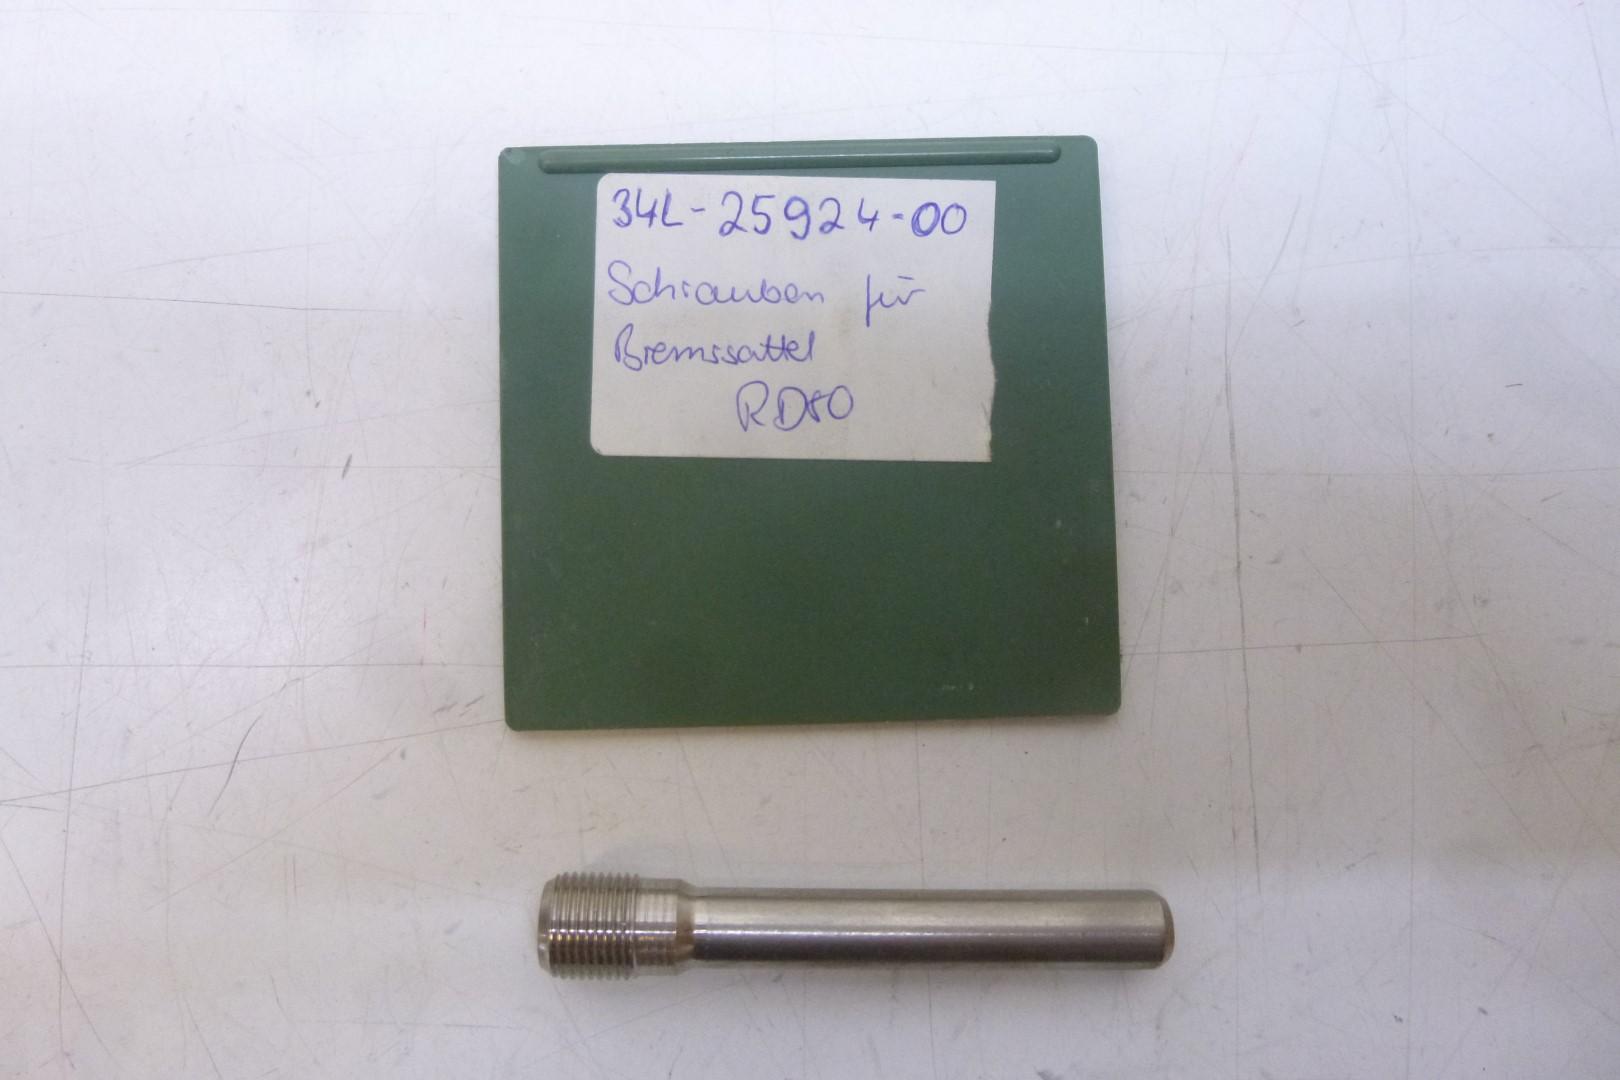 34L-25924-00
Schrauben für
Bremssattel
RD80